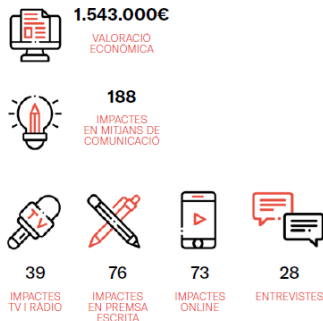 1.543.000€
VALORACIÓ
ECONÒMICA
188
IMPACTES
EN MITJANS DE
COMUNICACIÓ
TV
39
76
73
28
IMPACTES
TV I RÀDIO
IMPACTES
EN PREMSA
ESCRITA
IMPACTES
ONLINE
ENTREVISTES